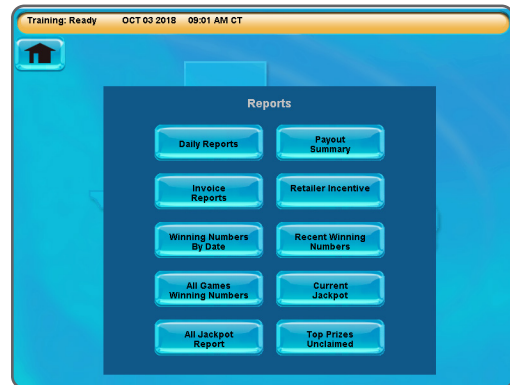 Training: Ready OCT 03 2018 09:01 AM CT
Reports
Daily Reports
Payout
Summary
Invoice
Reports
Retailer Incentive
Winning Numbers
By Date
Recent Winning
Numbers
All Games
Winning Numbers
Current
Jackpot
All Jackpot
Report
Top Prizes
Unclaimed